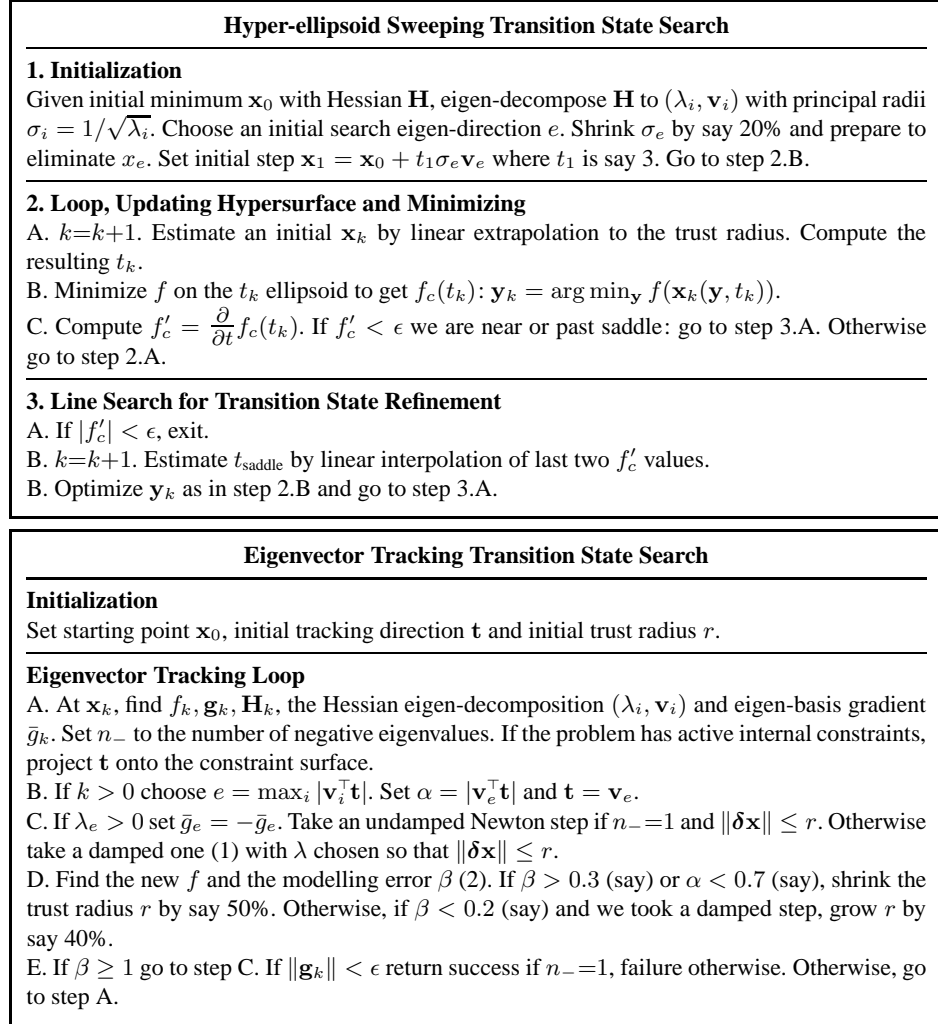 Hyper-ellipsoid Sweeping Transition State Search
1. Initialization
Given initial minimum x₀ with Hessian H, eigen-decompose H to (λᵢ, vᵢ) with principal radii
σᵢ = 1/√λᵢ. Choose an initial search eigen-direction e. Shrink σₑ by say 20% and prepare to
eliminate xₑ. Set initial step x₁ = x₀ + t₁σₑvₑ where t₁ is say 3. Go to step 2.B.
2. Loop, Updating Hypersurface and Minimizing
A. k=k+1. Estimate an initial xₖ by linear extrapolation to the trust radius. Compute the
resulting tₖ.
B. Minimize f on the tₖ ellipsoid to get f_c(tₖ): yₖ = arg min_y f(xₖ(y, tₖ)).
C. Compute f′_c = ∂/∂t f_c(tₖ). If f′_c < ϵ we are near or past saddle: go to step 3.A. Otherwise
go to step 2.A.
3. Line Search for Transition State Refinement
A. If |f′_c| < ϵ, exit.
B. k=k+1. Estimate t_saddle by linear interpolation of last two f′_c values.
B. Optimize yₖ as in step 2.B and go to step 3.A.
Eigenvector Tracking Transition State Search
Initialization
Set starting point x₀, initial tracking direction t and initial trust radius r.
Eigenvector Tracking Loop
A. At xₖ, find fₖ, gₖ, Hₖ, the Hessian eigen-decomposition (λᵢ, vᵢ) and eigen-basis gradient
ḡₖ. Set n₋ to the number of negative eigenvalues. If the problem has active internal constraints,
project t onto the constraint surface.
B. If k > 0 choose e = maxᵢ |vᵢ⊤t|. Set α = |vₑ⊤t| and t = vₑ.
C. If λₑ > 0 set ḡₑ = −ḡₑ. Take an undamped Newton step if n₋=1 and ‖δx‖ ≤ r. Otherwise
take a damped one (1) with λ chosen so that ‖δx‖ ≤ r.
D. Find the new f and the modelling error β (2). If β > 0.3 (say) or α < 0.7 (say), shrink the
trust radius r by say 50%. Otherwise, if β < 0.2 (say) and we took a damped step, grow r by
say 40%.
E. If β ≥ 1 go to step C. If ‖gₖ‖ < ϵ return success if n₋=1, failure otherwise. Otherwise, go
to step A.